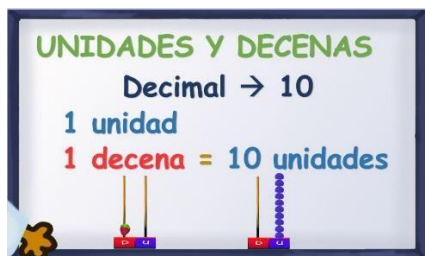 UNIDADES Y DECENAS
Decimal → 10
1 unidad
1 decena = 10 unidades
D U D U